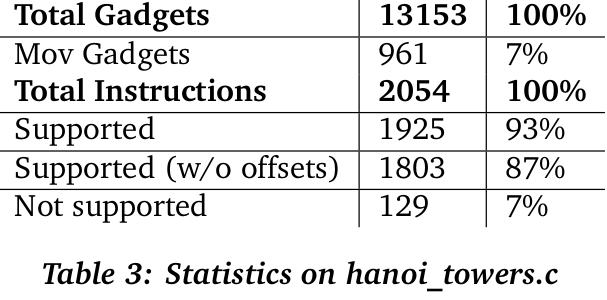 Total Gadgets 13153 100%
Mov Gadgets 961 7%
Total Instructions 2054 100%
Supported 1925 93%
Supported (w/o offsets) 1803 87%
Not supported 129 7%
Table 3: Statistics on hanoi_towers.c